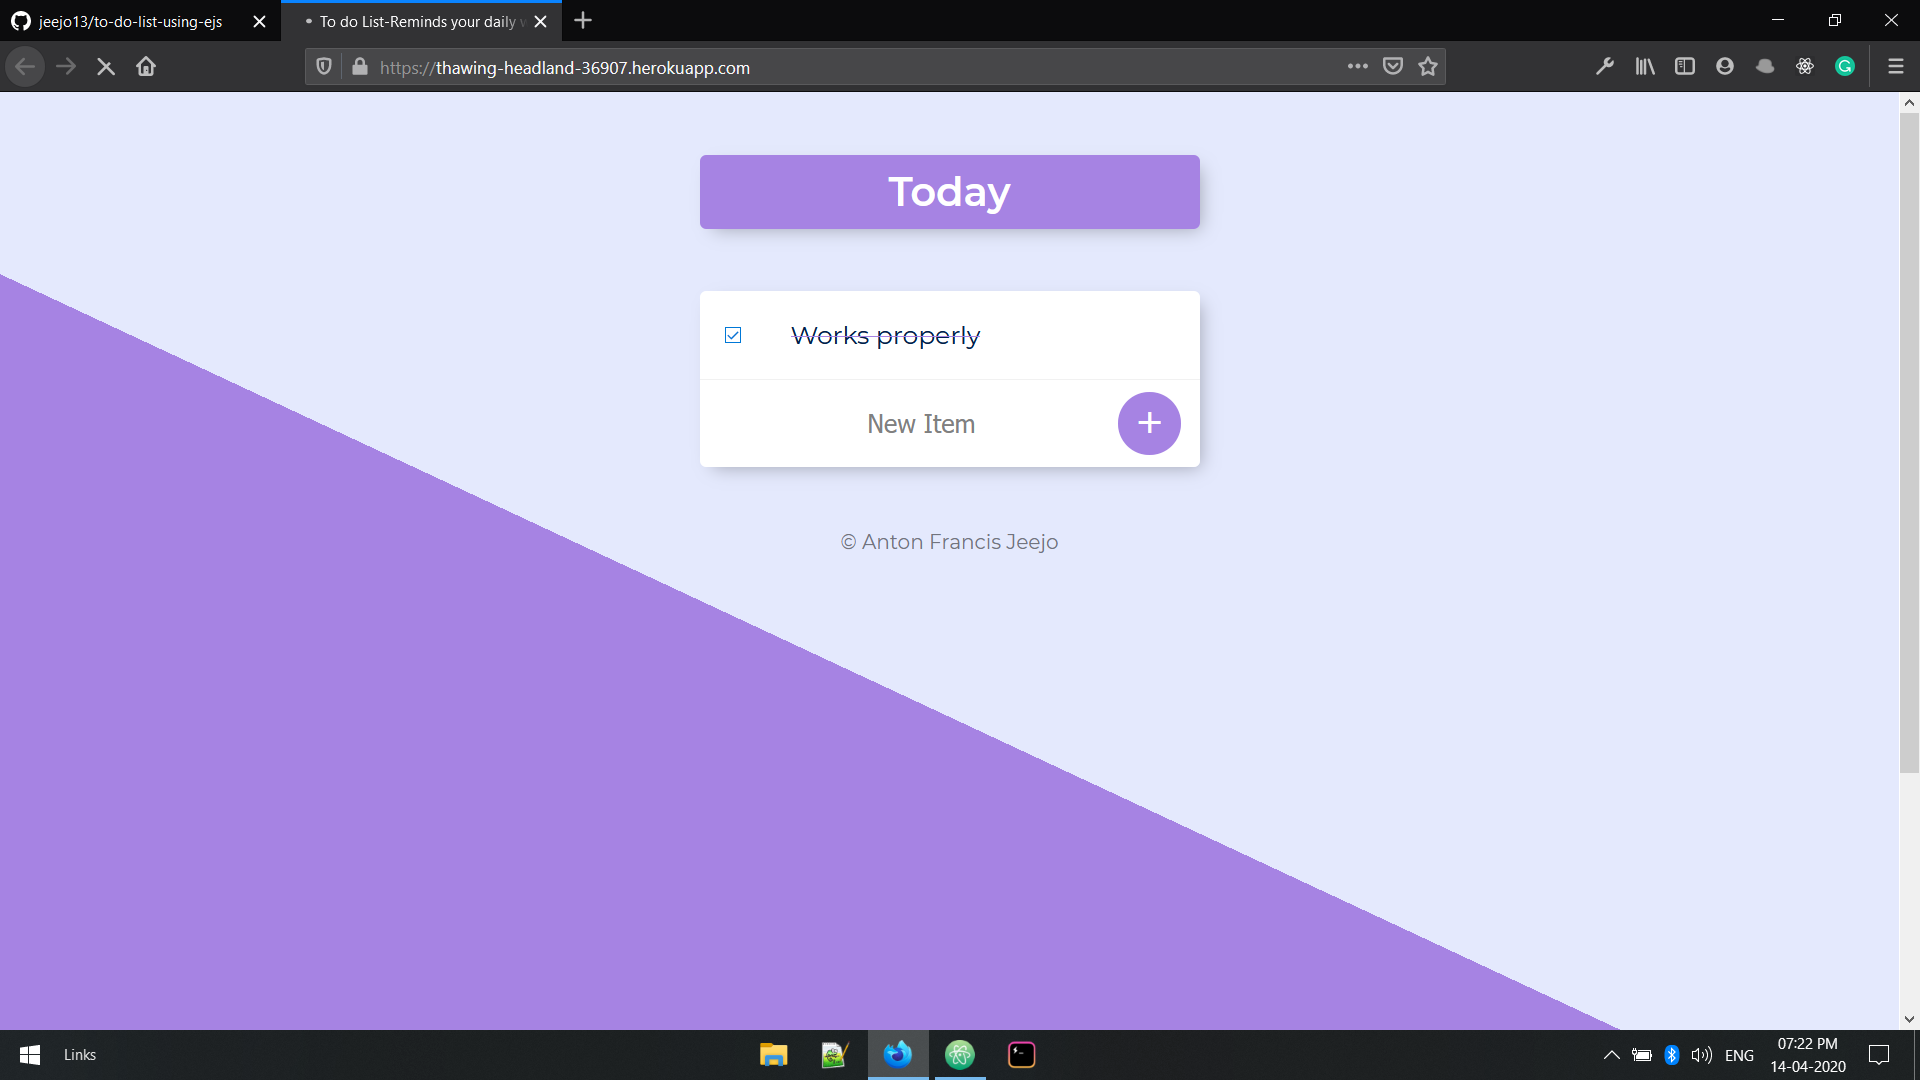 jeejo13/to-do-list-using-ejs
To do List-Reminds your daily
https://thawing-headland-36907.herokuapp.com
Today
Works properly
New Item
+
© Anton Francis Jeejo
Links
ENG
07:22 PM
14-04-2020